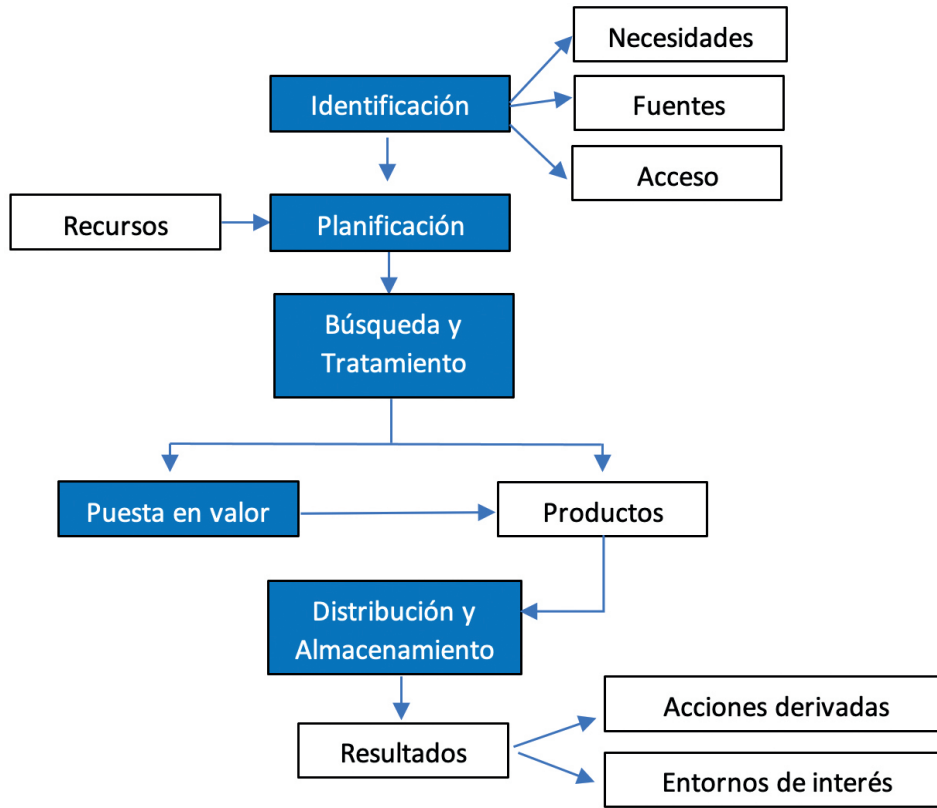 Necesidades
Identificación
Fuentes
Acceso
Recursos
Planificación
Búsqueda y
Tratamiento
Puesta en valor
Productos
Distribución y
Almacenamiento
Acciones derivadas
Resultados
Entornos de interés